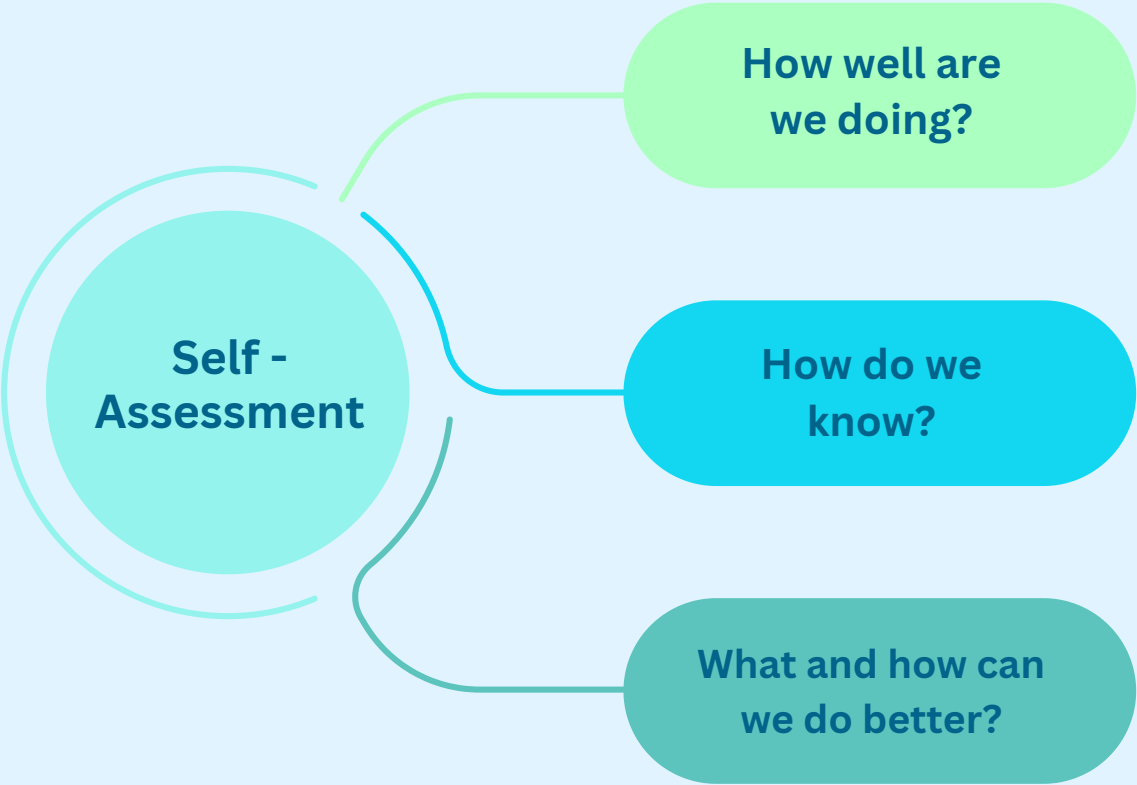 How well are
we doing?
Self -
Assessment
How do we
know?
What and how can
we do better?